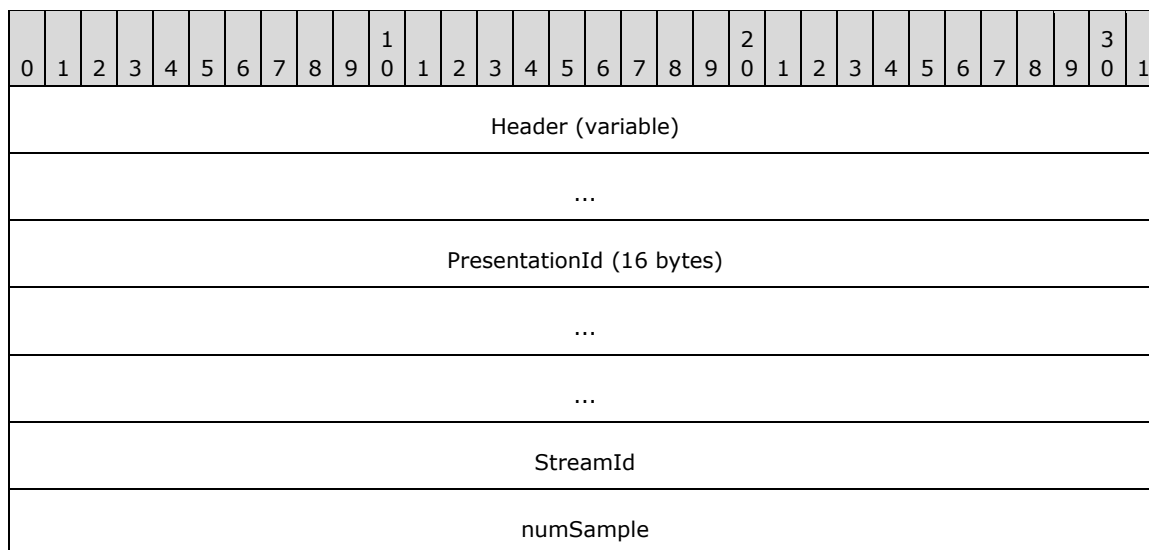 1 2 3
0 1 2 3 4 5 6 7 8 9 0 1 2 3 4 5 6 7 8 9 0 1 2 3 4 5 6 7 8 9 0 1
Header (variable)
...
PresentationId (16 bytes)
...
...
StreamId
numSample